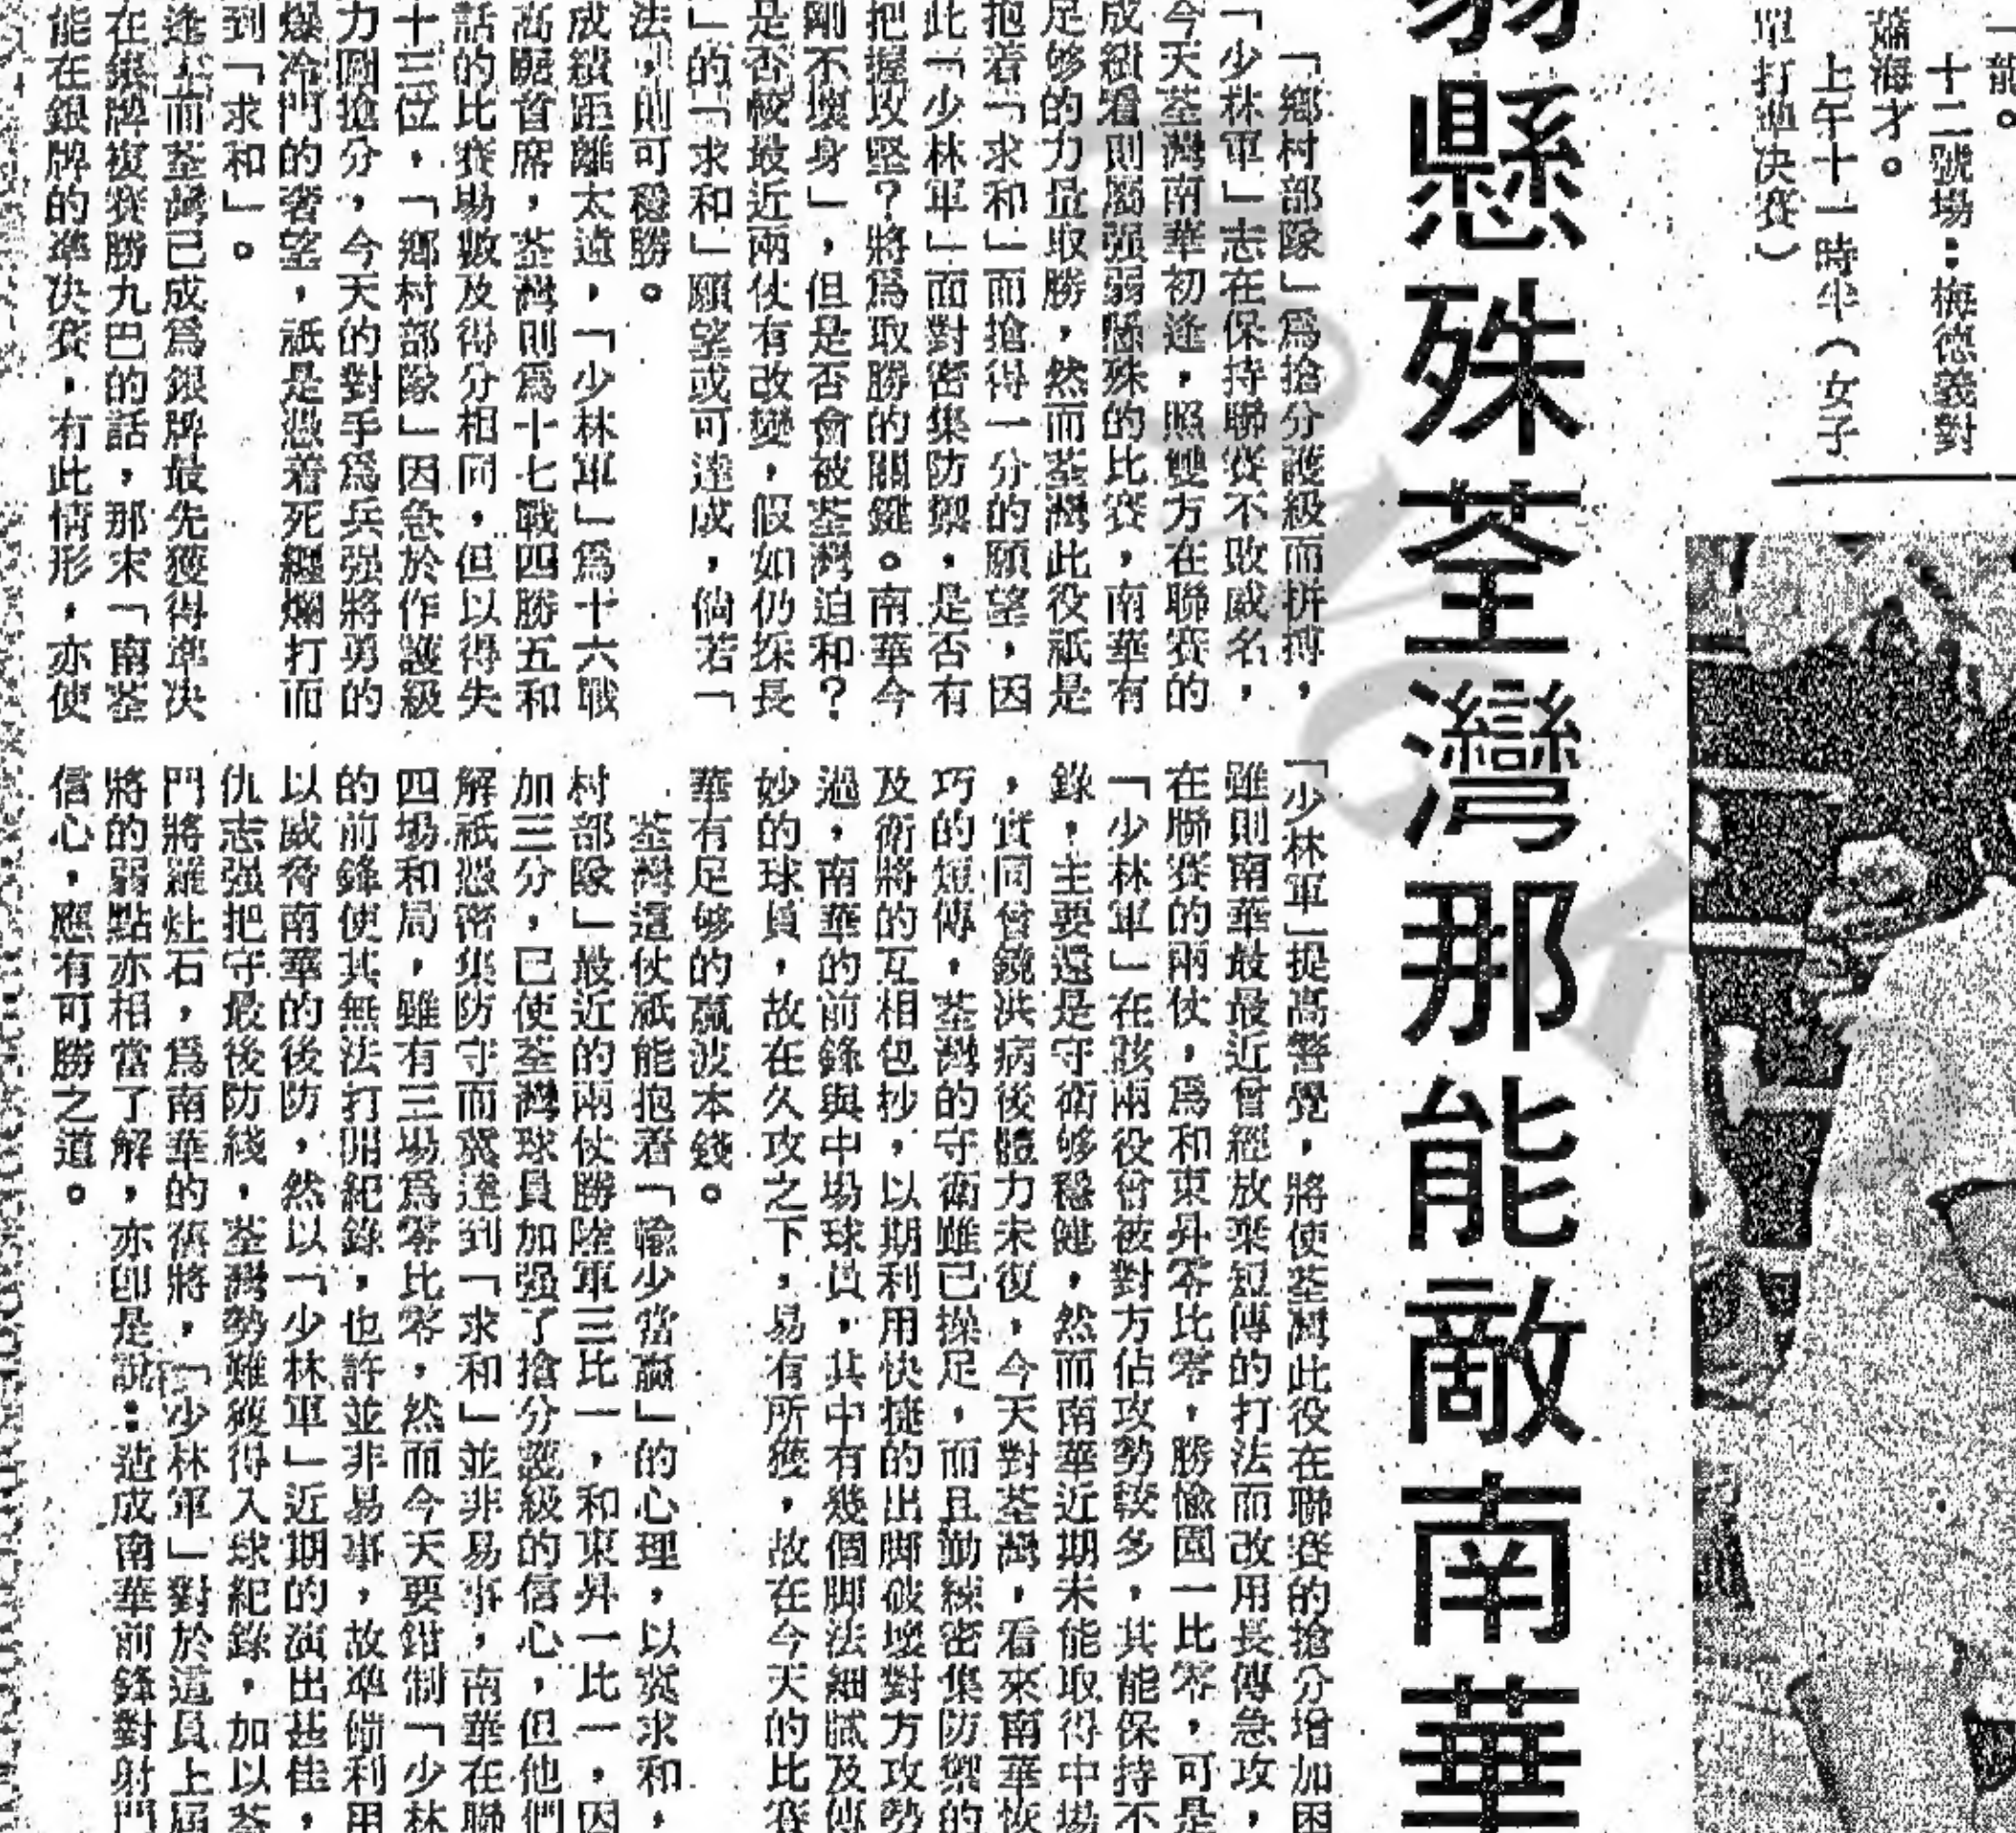 一龍。
十二號場：梅德義對
蕭海才。
上午十一時半（女子
單打準决賽）
弱懸殊荃灣那能敵南華
「鄉村部隊」爲搶分護級而拼搏，
「少林軍」志在保持聯賽不敗威名，
今天荃灣南華初逢，照雙方在聯賽的
成績看則屬强弱懸殊的比賽，南華有
足够的力量取勝，然而荃灣此役祇是
抱着「求和」而搶得一分的願望，因
此「少林軍」面對密集防禦，是否有
把握攻堅？將爲取勝的關鍵。南華今
剛不壞身」，但是否會被荃灣迫和？
是否較最近兩仗有改變，假如仍採長
」的「求和」願望或可達成，倘若「
法，則可穩勝。
成績距離太遠，「少林軍」爲十六戰
高踞首席，荃灣則爲十七戰四勝五和
話的比賽場數及得分相同，但以得失
十三位，「鄉村部隊」因急於作護級
力圖搶分，今天的對手爲兵强將勇的
爆冷門的奢望，祇是憑着死纏爛打而
到「求和」。
逢，而荃灣已成爲銀牌最先獲得準决
在銀牌複賽勝九巴的話，那末「南荃
能在銀牌的準决賽，有此情形，亦使
「少林軍」提高警覺，將使荃灣此役在聯賽的搶分增加困
雖則南華最最近曾經放棄短傳的打法而改用長傳急攻，
在聯賽的兩仗，爲和東昇零比零，勝愉園一比零，可是
「少林軍」在該兩役曾被對方佔攻勢較多，其能保持不
錄，主要還是守衛够穩健，然而南華近期未能取得中場
，實同曾鏡洪病後體力未復，今天對荃灣，看來南華恢
巧的短傳，荃灣的守衛雖已操足，而且勤練密集防禦的
及衛將的互相包抄，以期利用快捷的出脚破壞對方攻勢
過，南華的前鋒與中塲球員，其中有幾個脚法細膩及傳
妙的球員，故在久攻之下，易有所獲，故在今天的比賽
華有足够的贏波本錢。
荃灣這仗祇能抱着「輸少當贏」的心理，以冀求和，
村部隊」最近的兩仗勝陸軍三比一，和東昇一比一，因
加三分，已使荃灣球員加强了搶分護級的信心，但他們
解祇憑密集防守而冀達到「求和」並非易事，南華在聯
四場和局，雖有三場爲零比零，然而今天要鉗制「少林
的前鋒使其無法打開紀錄，也許並非易事，故準備利用
以威脅南華的後防，然以「少林軍」近期的演出甚佳，
仇志强把守最後防綫，荃灣勢難獲得入球紀錄，加以荃
門將羅灶石，爲南華的舊將，「少林軍」對於這員上屆
將的弱點亦相當了解，亦卽是說：造成南華前鋒對射門
信心，應有可勝之道。